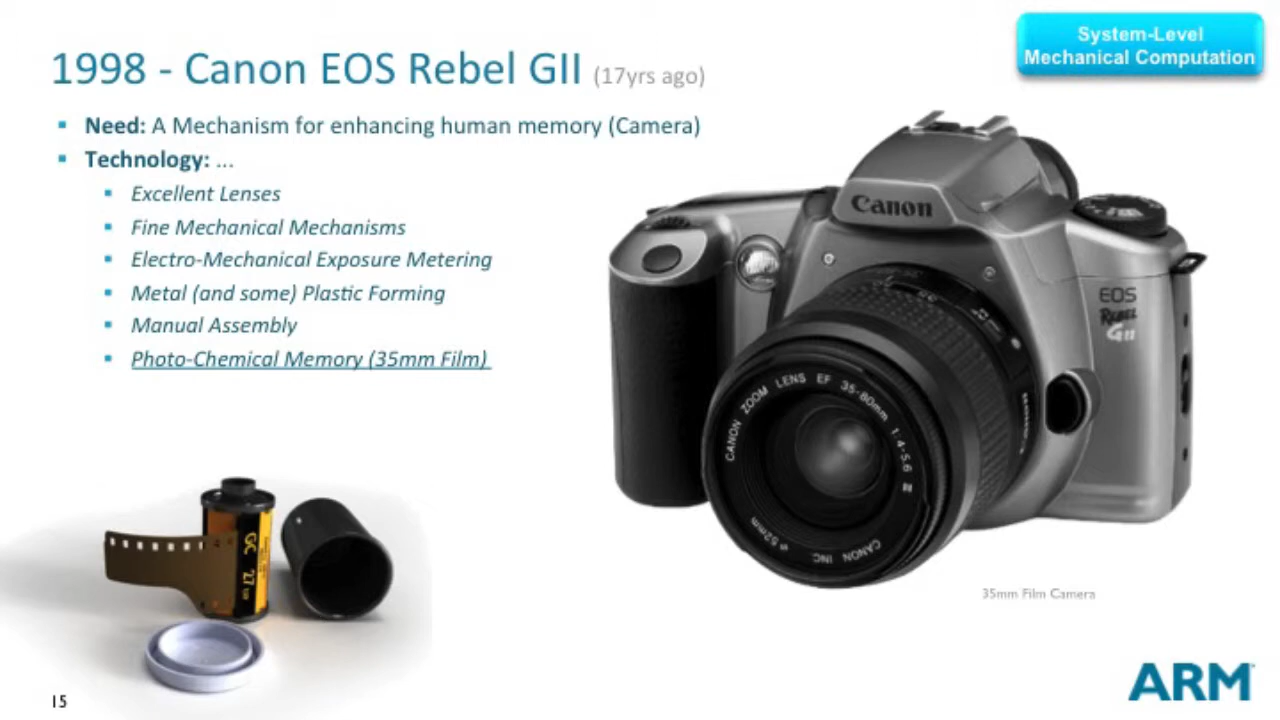 System-Level
Mechanical Computation
1998 - Canon EOS Rebel GII (17yrs ago)
Need: A Mechanism for enhancing human memory (Camera)
Technology: ...
Excellent Lenses
Fine Mechanical Mechanisms
Electro-Mechanical Exposure Metering
Metal (and some) Plastic Forming
Manual Assembly
Photo-Chemical Memory (35mm Film)
Canon
EOS
Rebel
GII
CANON ZOOM LENS EF 35-80mm 1:4-5.6 III
ø52mm CANON INC.
GC
35mm Film Camera
ARM
15